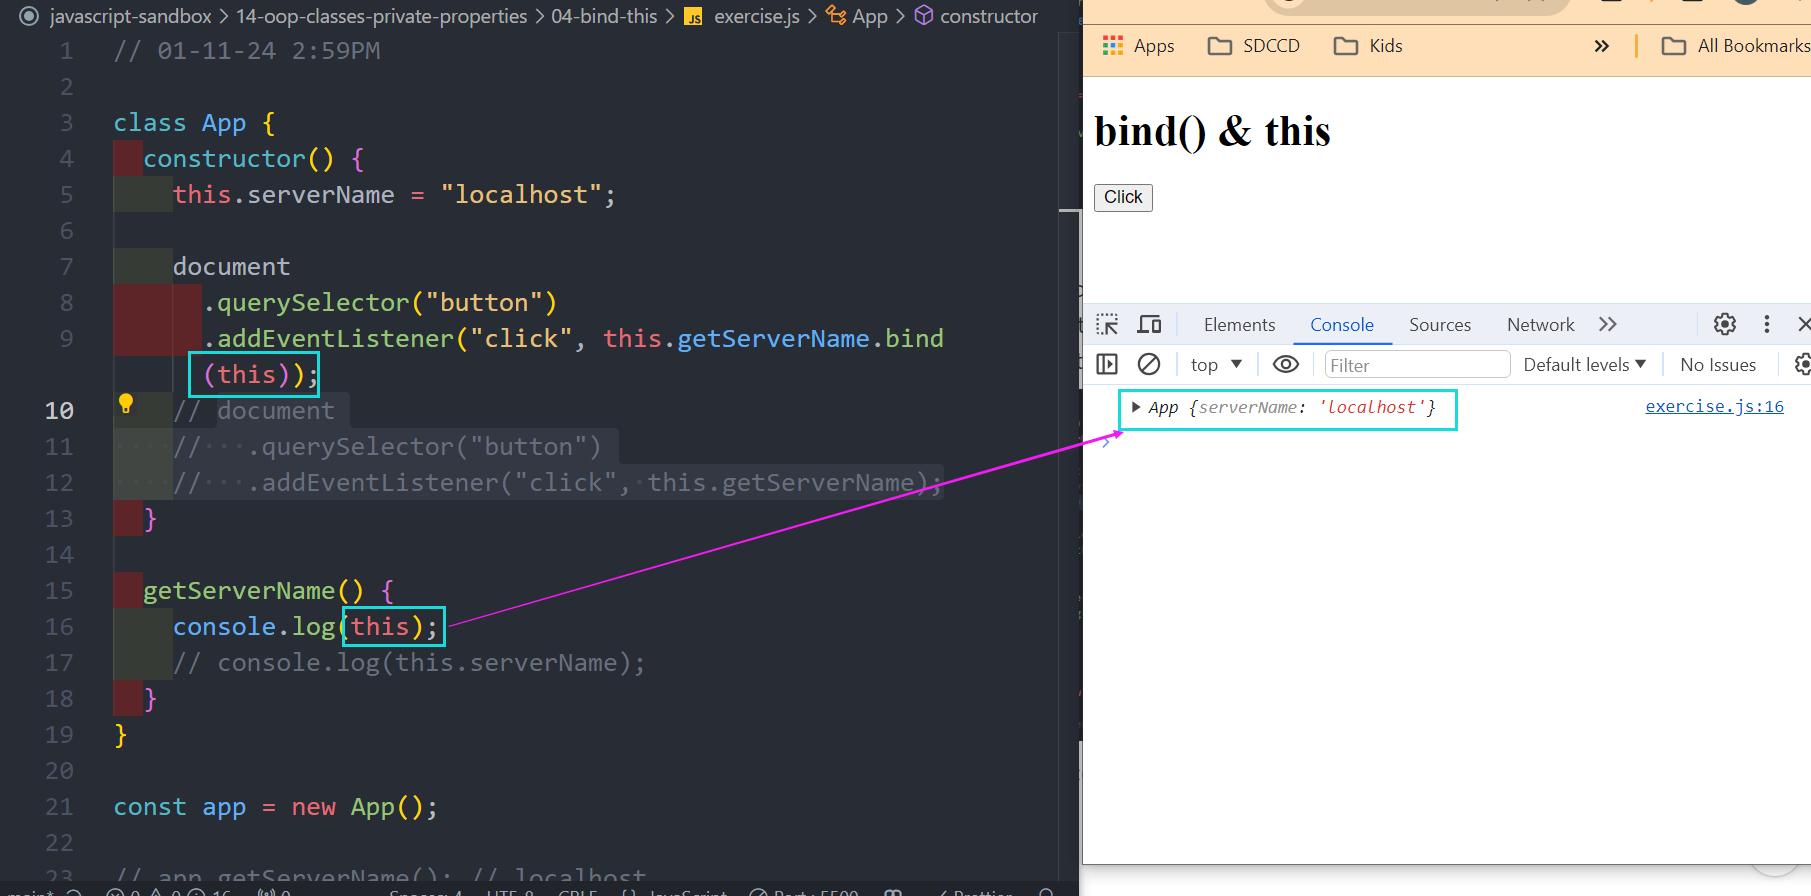 javascript-sandbox > 14-oop-classes-private-properties > 04-bind-this > JS exercise.js > App > constructor
1 // 01-11-24 2:59PM
2
3 class App {
4 constructor() {
5 this.serverName = "localhost";
6
7 document
8 .querySelector("button")
9 .addEventListener("click", this.getServerName.bind
(this));
10 // document
11 // ···.querySelector("button")
12 // ···.addEventListener("click", this.getServerName);
13 }
14
15 getServerName() {
16 console.log(this);
17 // console.log(this.serverName);
18 }
19 }
20
21 const app = new App();
22
23 // app.getServerName(); // localhost
Apps SDCCD Kids » All Bookmarks
bind() & this
Click
Elements Console Sources Network »
top ▼ Filter Default levels ▼ No Issues
▶ App {serverName: 'localhost'} exercise.js:16